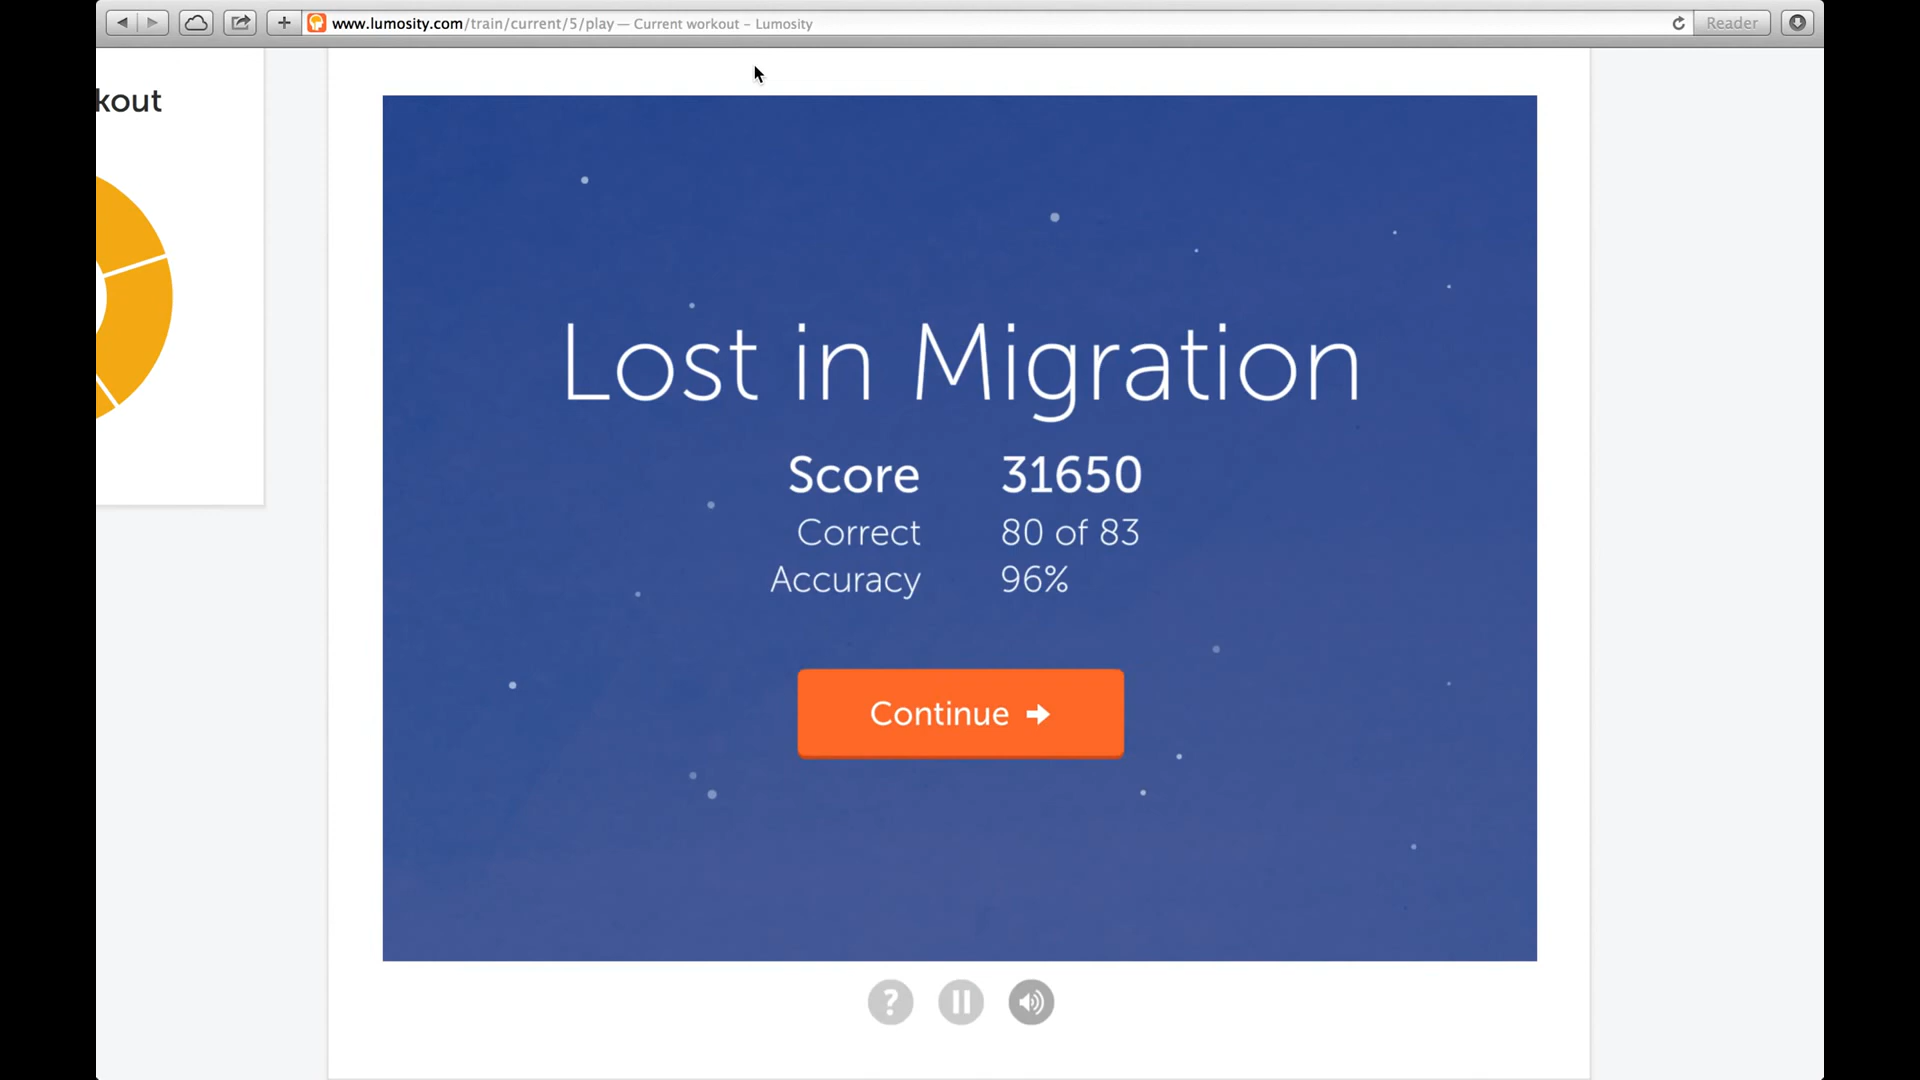 www.lumosity.com/train/current/5/play — Current workout – Lumosity
Reader
kout
Lost in Migration
Score 31650
Correct 80 of 83
Accuracy 96%
Continue
?